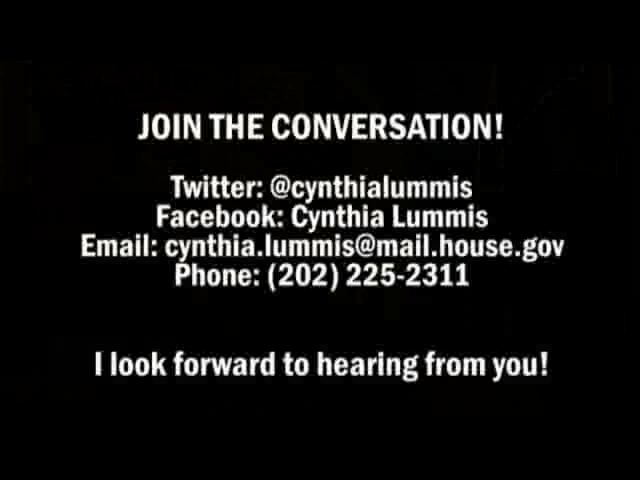 JOIN THE CONVERSATION!
Twitter: @cynthialummis
Facebook: Cynthia Lummis
Email: cynthia.lummis@mail.house.gov
Phone: (202) 225-2311
I look forward to hearing from you!